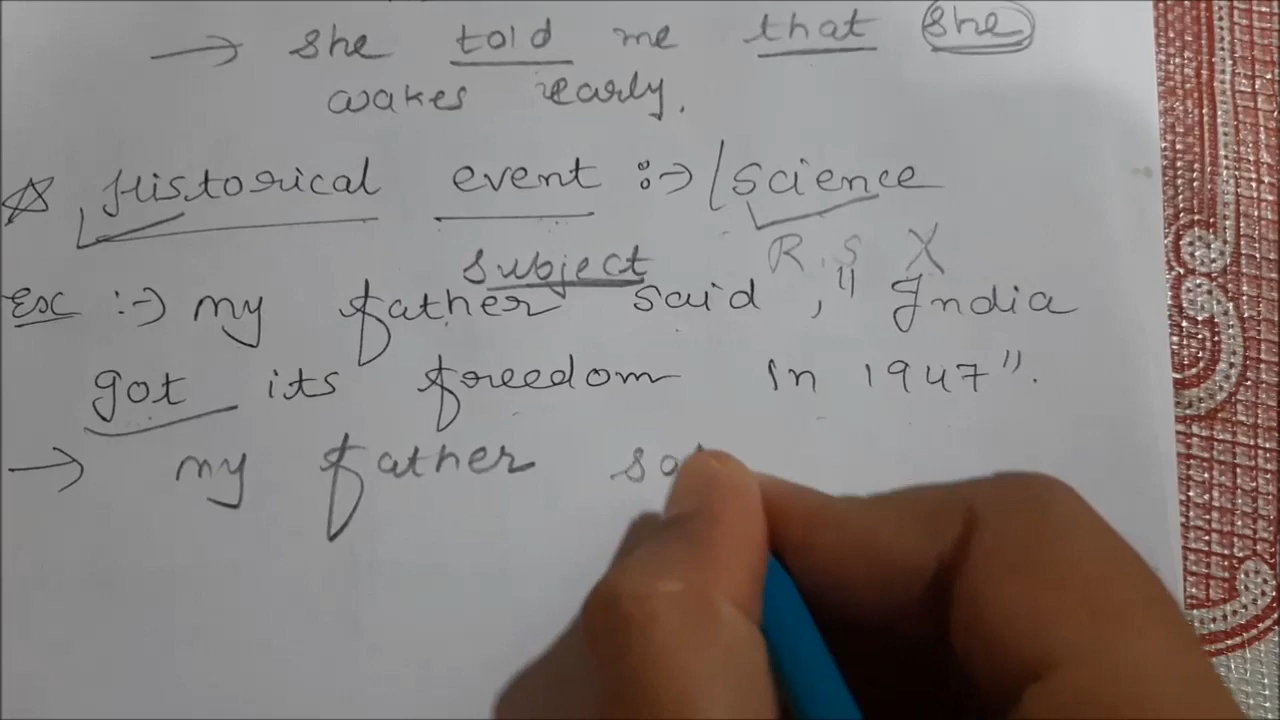 → she told me that she
wakes early.
☆ Historical event :-> / science
subject R.S X
Ex :-) my father said ," India
got its freedom in 1947".
→ my father sa